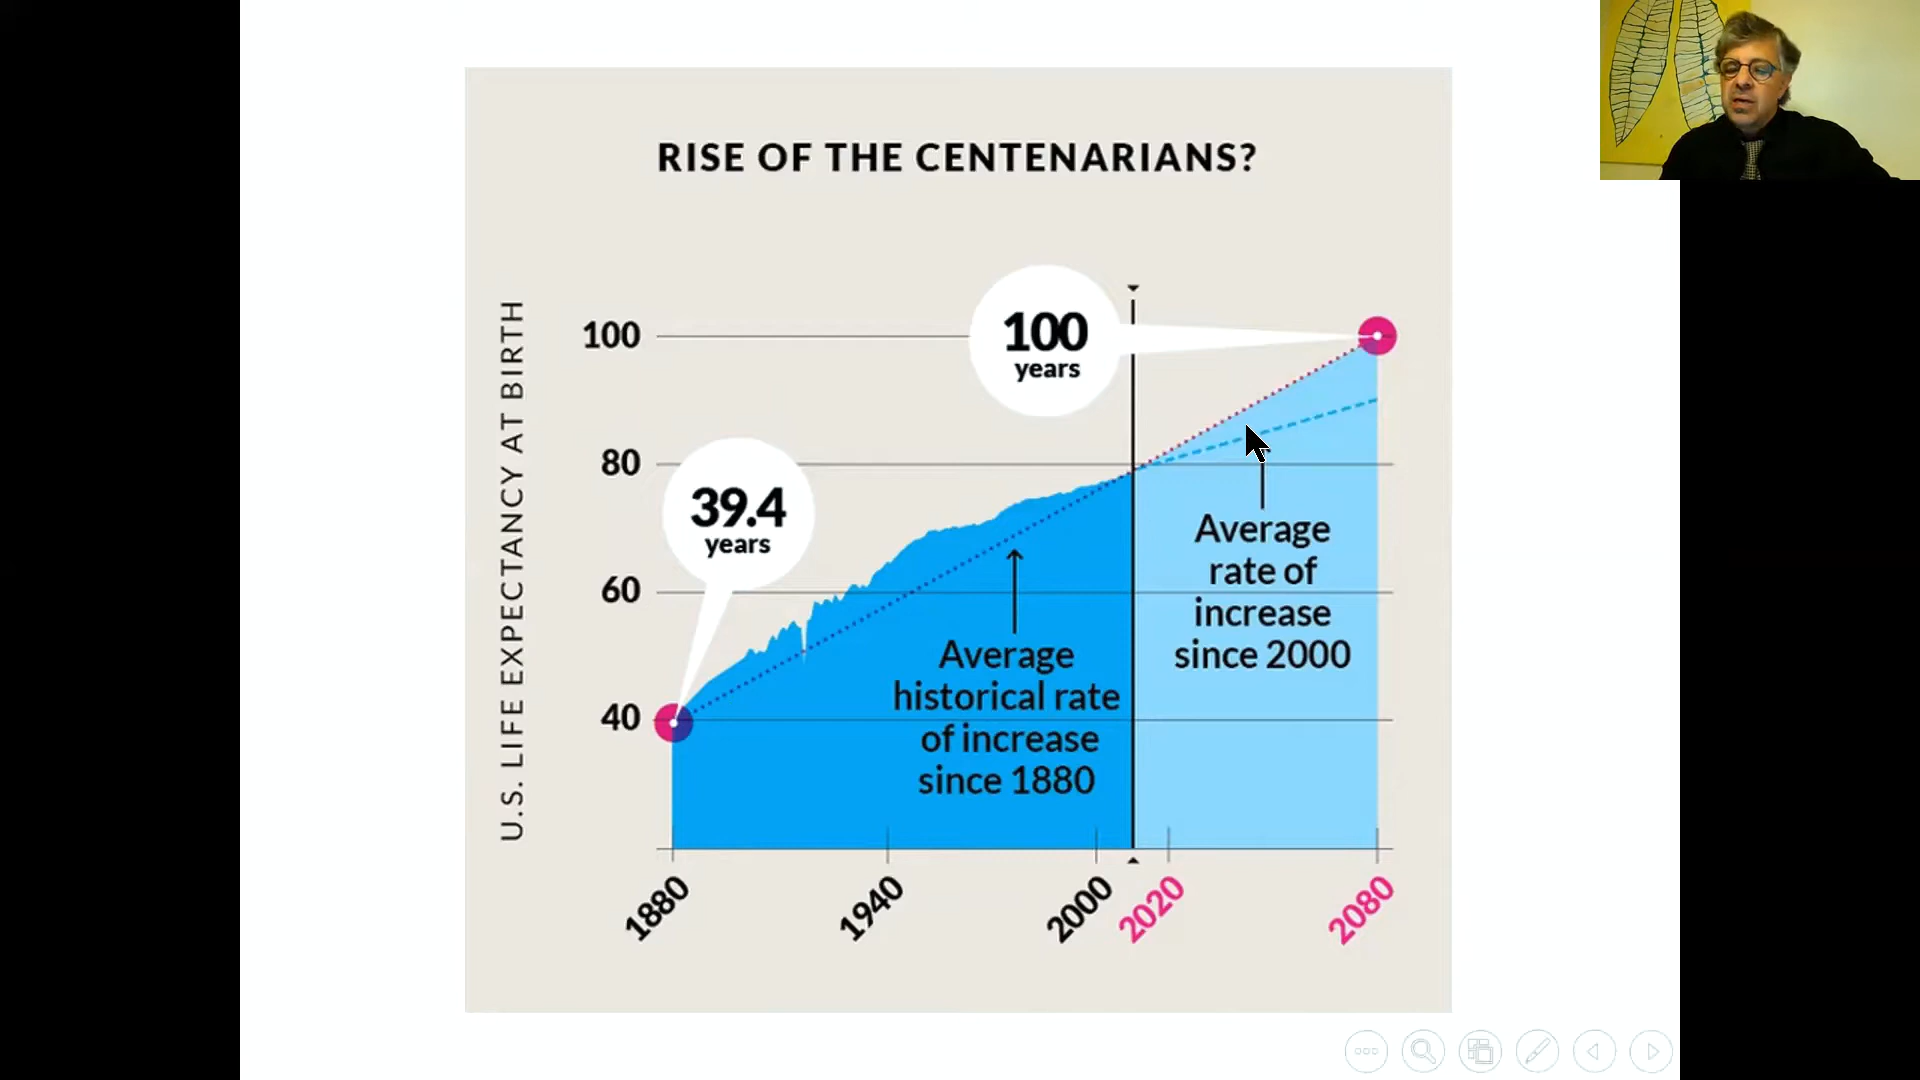 RISE OF THE CENTENARIANS?
U.S. LIFE EXPECTANCY AT BIRTH
100
80
60
40
39.4
years
100
years
Average
historical rate
of increase
since 1880
Average
rate of
increase
since 2000
1880
1940
2000
2020
2080